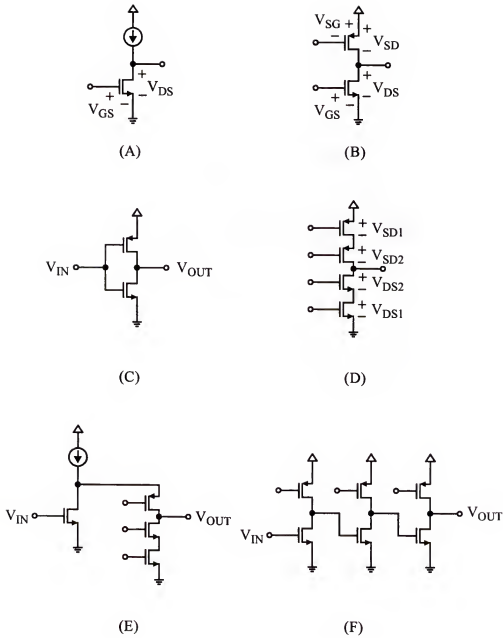 V_SG + +
− V_SD
−
+ V_DS
V_GS + − −
(A)
+ V_DS
V_GS + − −
(B)
V_IN V_OUT
(C)
+ V_SD1
−
+ V_SD2
−
+ V_DS2
−
+ V_DS1
−
(D)
V_IN V_OUT
(E)
V_IN V_OUT
(F)